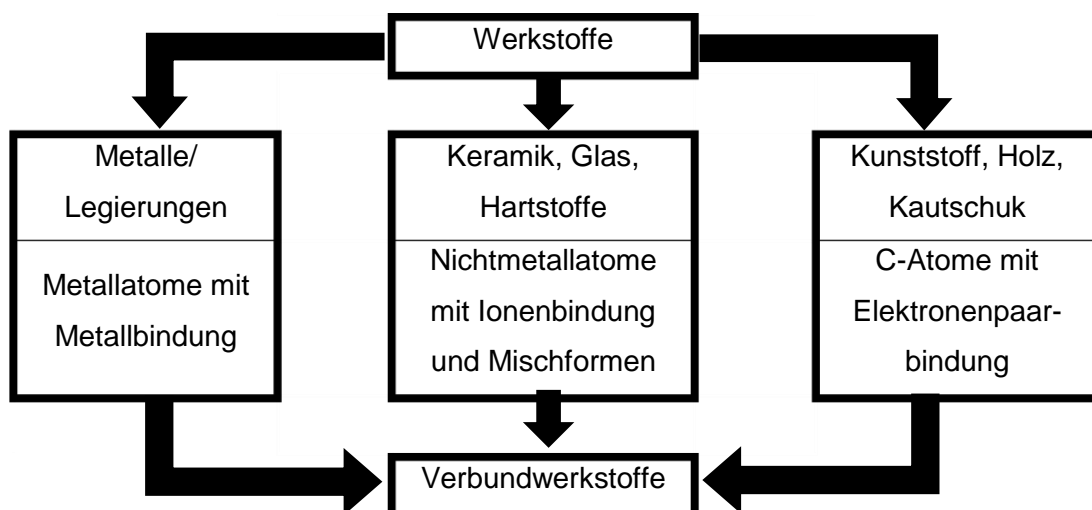 Werkstoffe
Metalle/
Legierungen
Metallatome mit
Metallbindung
Keramik, Glas,
Hartstoffe
Nichtmetallatome
mit Ionenbindung
und Mischformen
Kunststoff, Holz,
Kautschuk
C-Atome mit
Elektronenpaar-
bindung
Verbundwerkstoffe